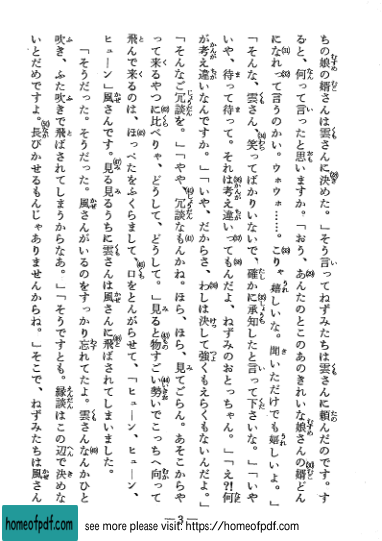 ちの娘の婿さんは雲さんに決めた。」そう言ってねずみたちは雲さんに頼んだのです。す
ると、何って言ったと思いますか。「おう、あんたのとこのあのきれいな娘さんの婿どん
になれって言うのかい。ウォウォ……。こりゃ嬉しいな。聞いただけでも嬉しいよ。」
「そんな、雲さん、笑ってばかりいないで、確かに承知したと言って下さいな。」「いや
いや、待って待って。それは考え違いってもんだよ、ねずみのおとっちゃん。」「え?!何
が考え違いなんですか。」「いや、だからさ、わしは決して強くもえらくもないんだよ。」
「そんなご冗談を。」「やや、冗談なもんかね。ほら、ほら、見てごらん。あそこからや
って来るやつに比べりゃ、どうして、どうして。」見ると物すごい勢いでこっちへ向って
飛んで来るのは、ほっぺたをふくらまして、口をとんがらせて、「ヒューン、ヒューン、
ヒューン」風さんです。見る見るうちに雲さんは風さんに飛ばされてしまいました。
「そうだった。そうだった。風さんがいるのをすっかり忘れてたよ。雲さんなんかひと
吹き、ふた吹きで飛ばされてしまうからなあ。」「そうですとも。縁談はこの辺で決めな
いとだめですよ。長びかせるもんじゃありませんからね。」そこで、ねずみたちは風さん
—3—
homeofpdf.com
see more please visit: https://homeofpdf.com